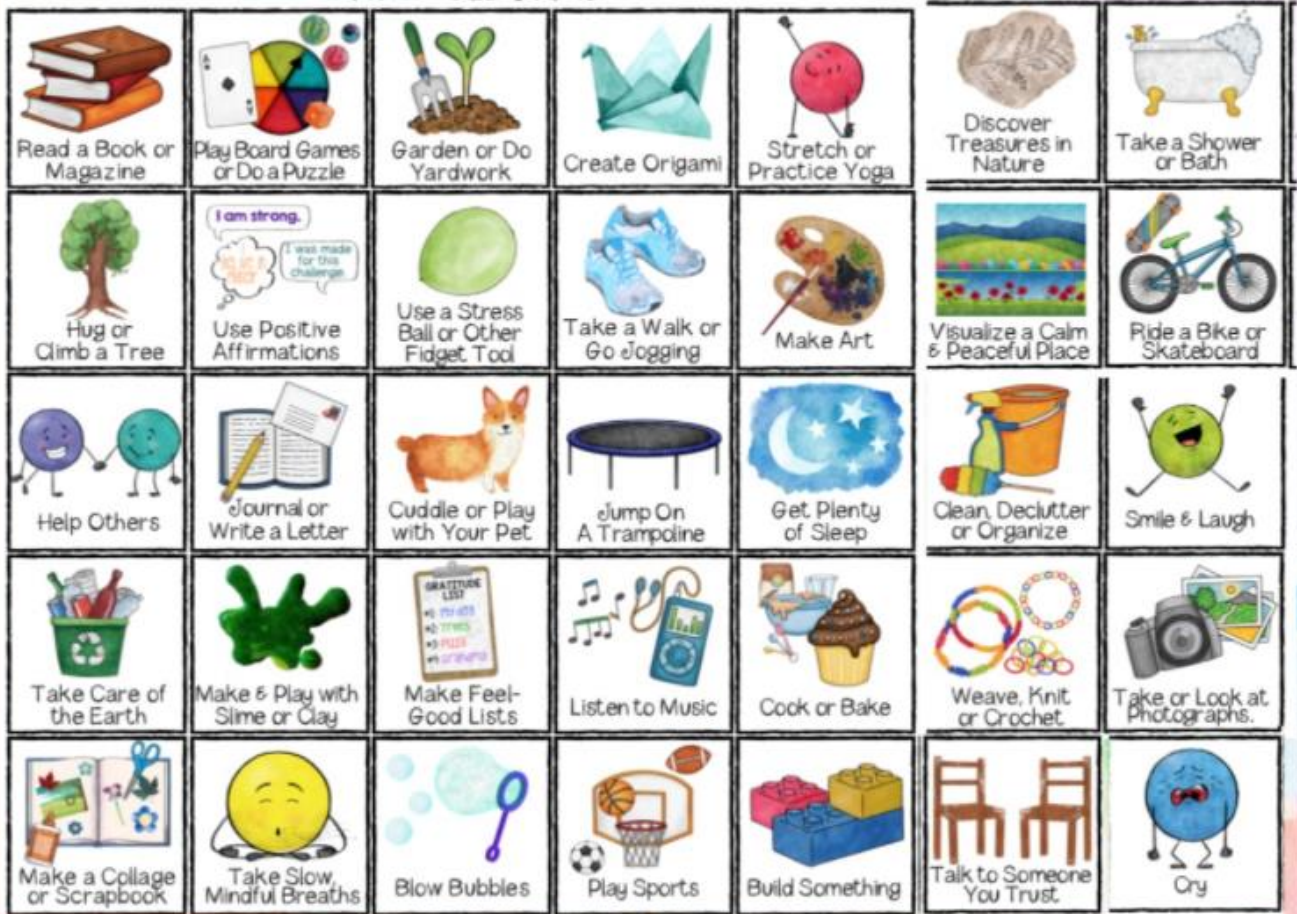 Read a Book or
Magazine
Play Board Games
or Do a Puzzle
Garden or Do
Yardwork
Create Origami
Stretch or
Practice Yoga
Discover
Treasures in
Nature
Take a Shower
or Bath
Hug or
Climb a Tree
I am strong.
I was made
for this
challenge.
Use Positive
Affirmations
Use a Stress
Ball or Other
Fidget Tool
Take a Walk or
Go Jogging
Make Art
Visualize a Calm
& Peaceful Place
Ride a Bike or
Skateboard
Help Others
Journal or
Write a Letter
Cuddle or Play
with Your Pet
Jump On
A Trampoline
Get Plenty
of Sleep
Clean, Declutter
or Organize
Smile & Laugh
Take Care of
the Earth
Make & Play with
Slime or Clay
GRATITUDE
LIST
Make Feel-
Good Lists
Listen to Music
Cook or Bake
Weave, Knit
or Crochet
Take or Look at
Photographs.
Make a Collage
or Scrapbook
Take Slow,
Mindful Breaths
Blow Bubbles
Play Sports
Build Something
Talk to Someone
You Trust
Cry